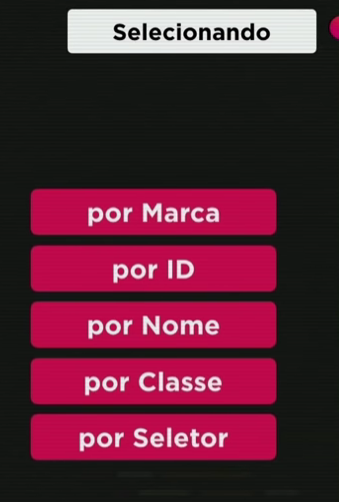 Selecionando
por Marca
por ID
por Nome
por Classe
por Seletor